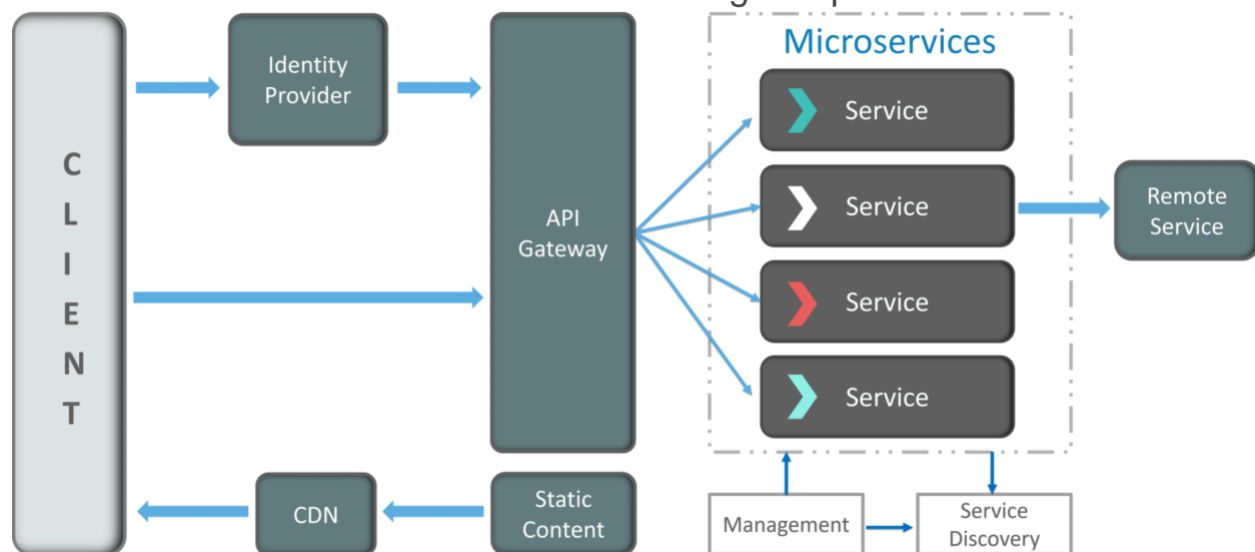 Microservices
C
L
I
E
N
T
Identity
Provider
API
Gateway
Service
Service
Service
Service
Remote
Service
CDN
Static
Content
Management
Service
Discovery